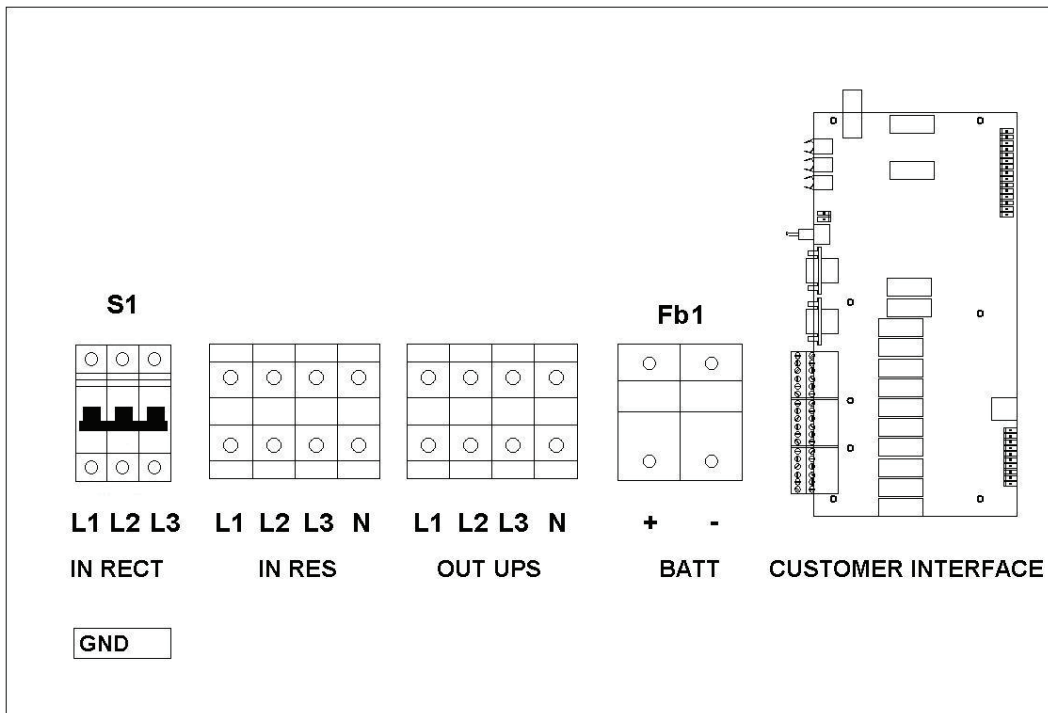 S1
Fb1
L1 L2 L3
L1 L2 L3 N
L1 L2 L3 N
+ -
IN RECT
IN RES
OUT UPS
BATT
CUSTOMER INTERFACE
GND